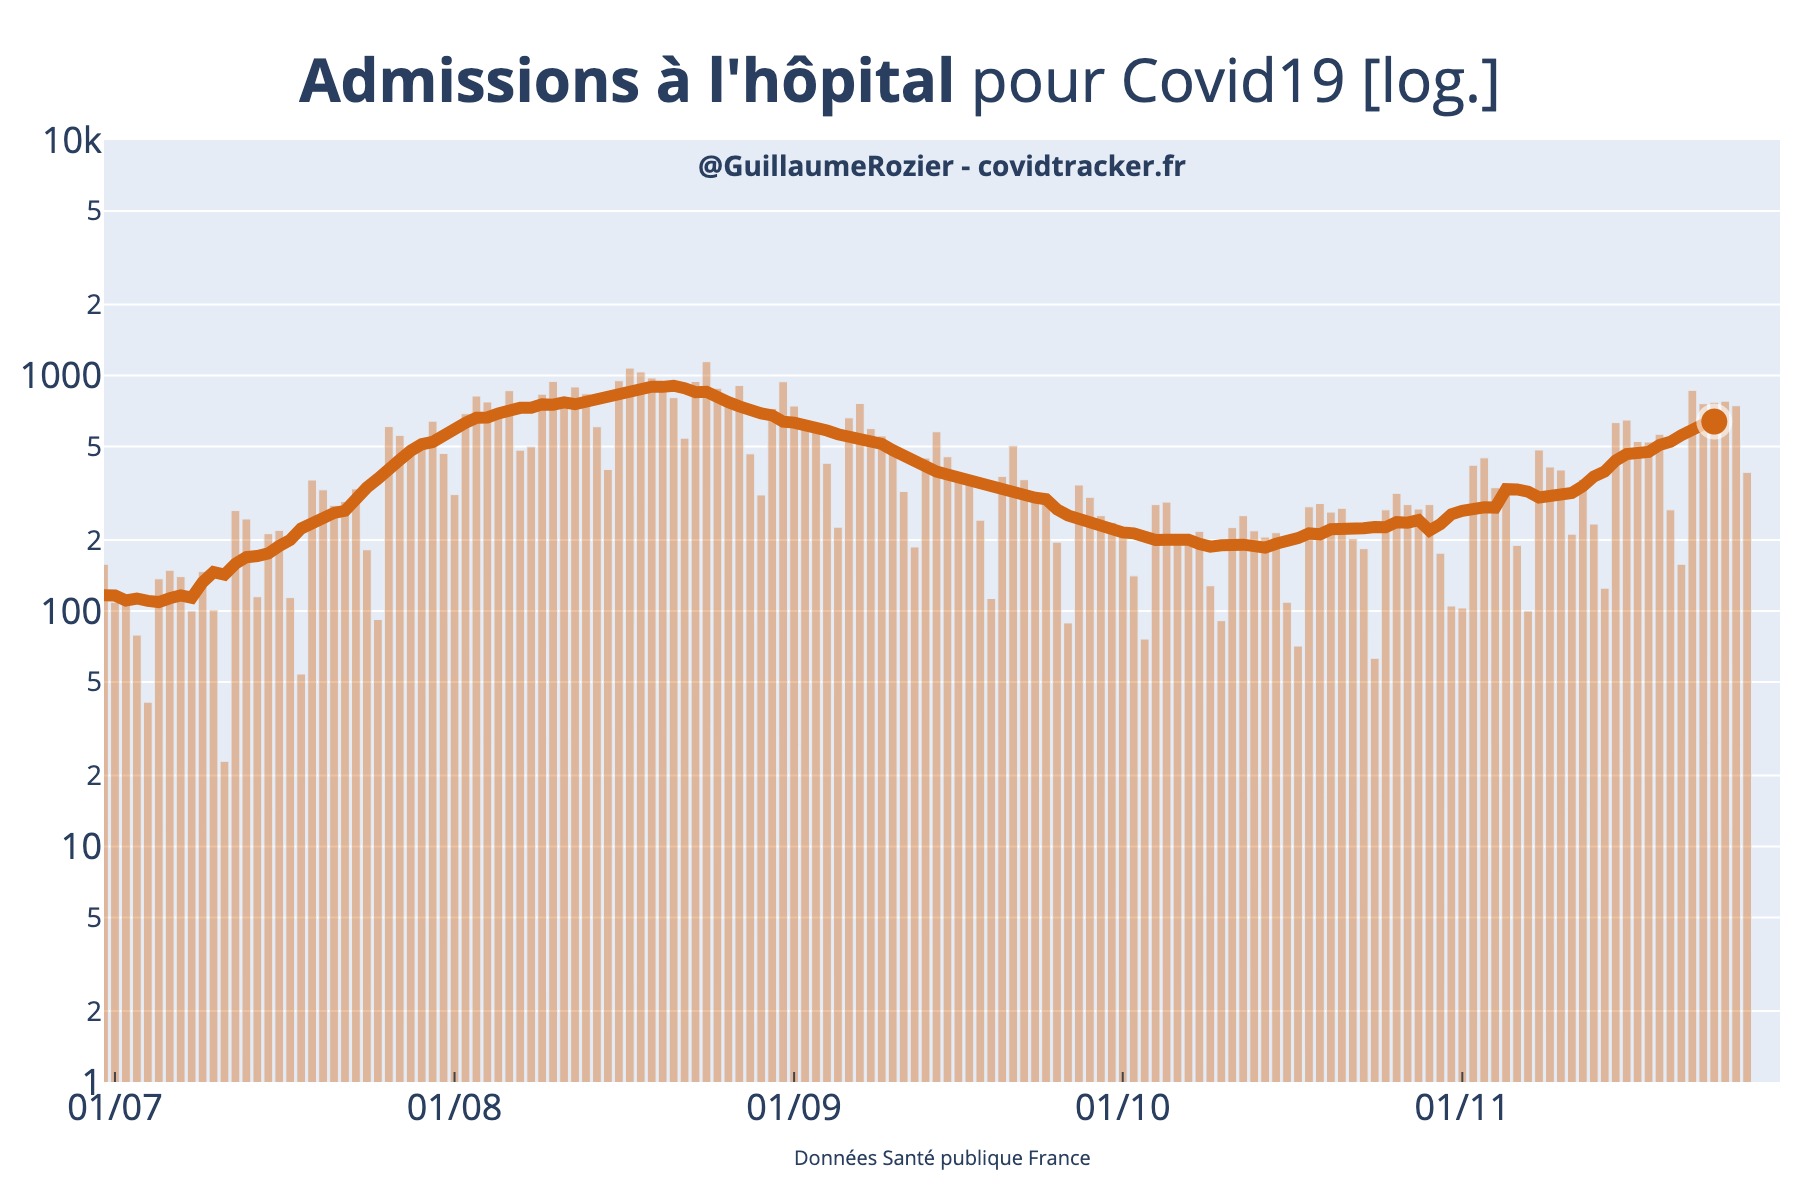 Admissions à l'hôpital pour Covid19 [log.]
@GuillaumeRozier - covidtracker.fr
10k
5
2
1000
5
2
100
5
2
10
5
2
1
01/07 01/08 01/09 01/10 01/11
Données Santé publique France